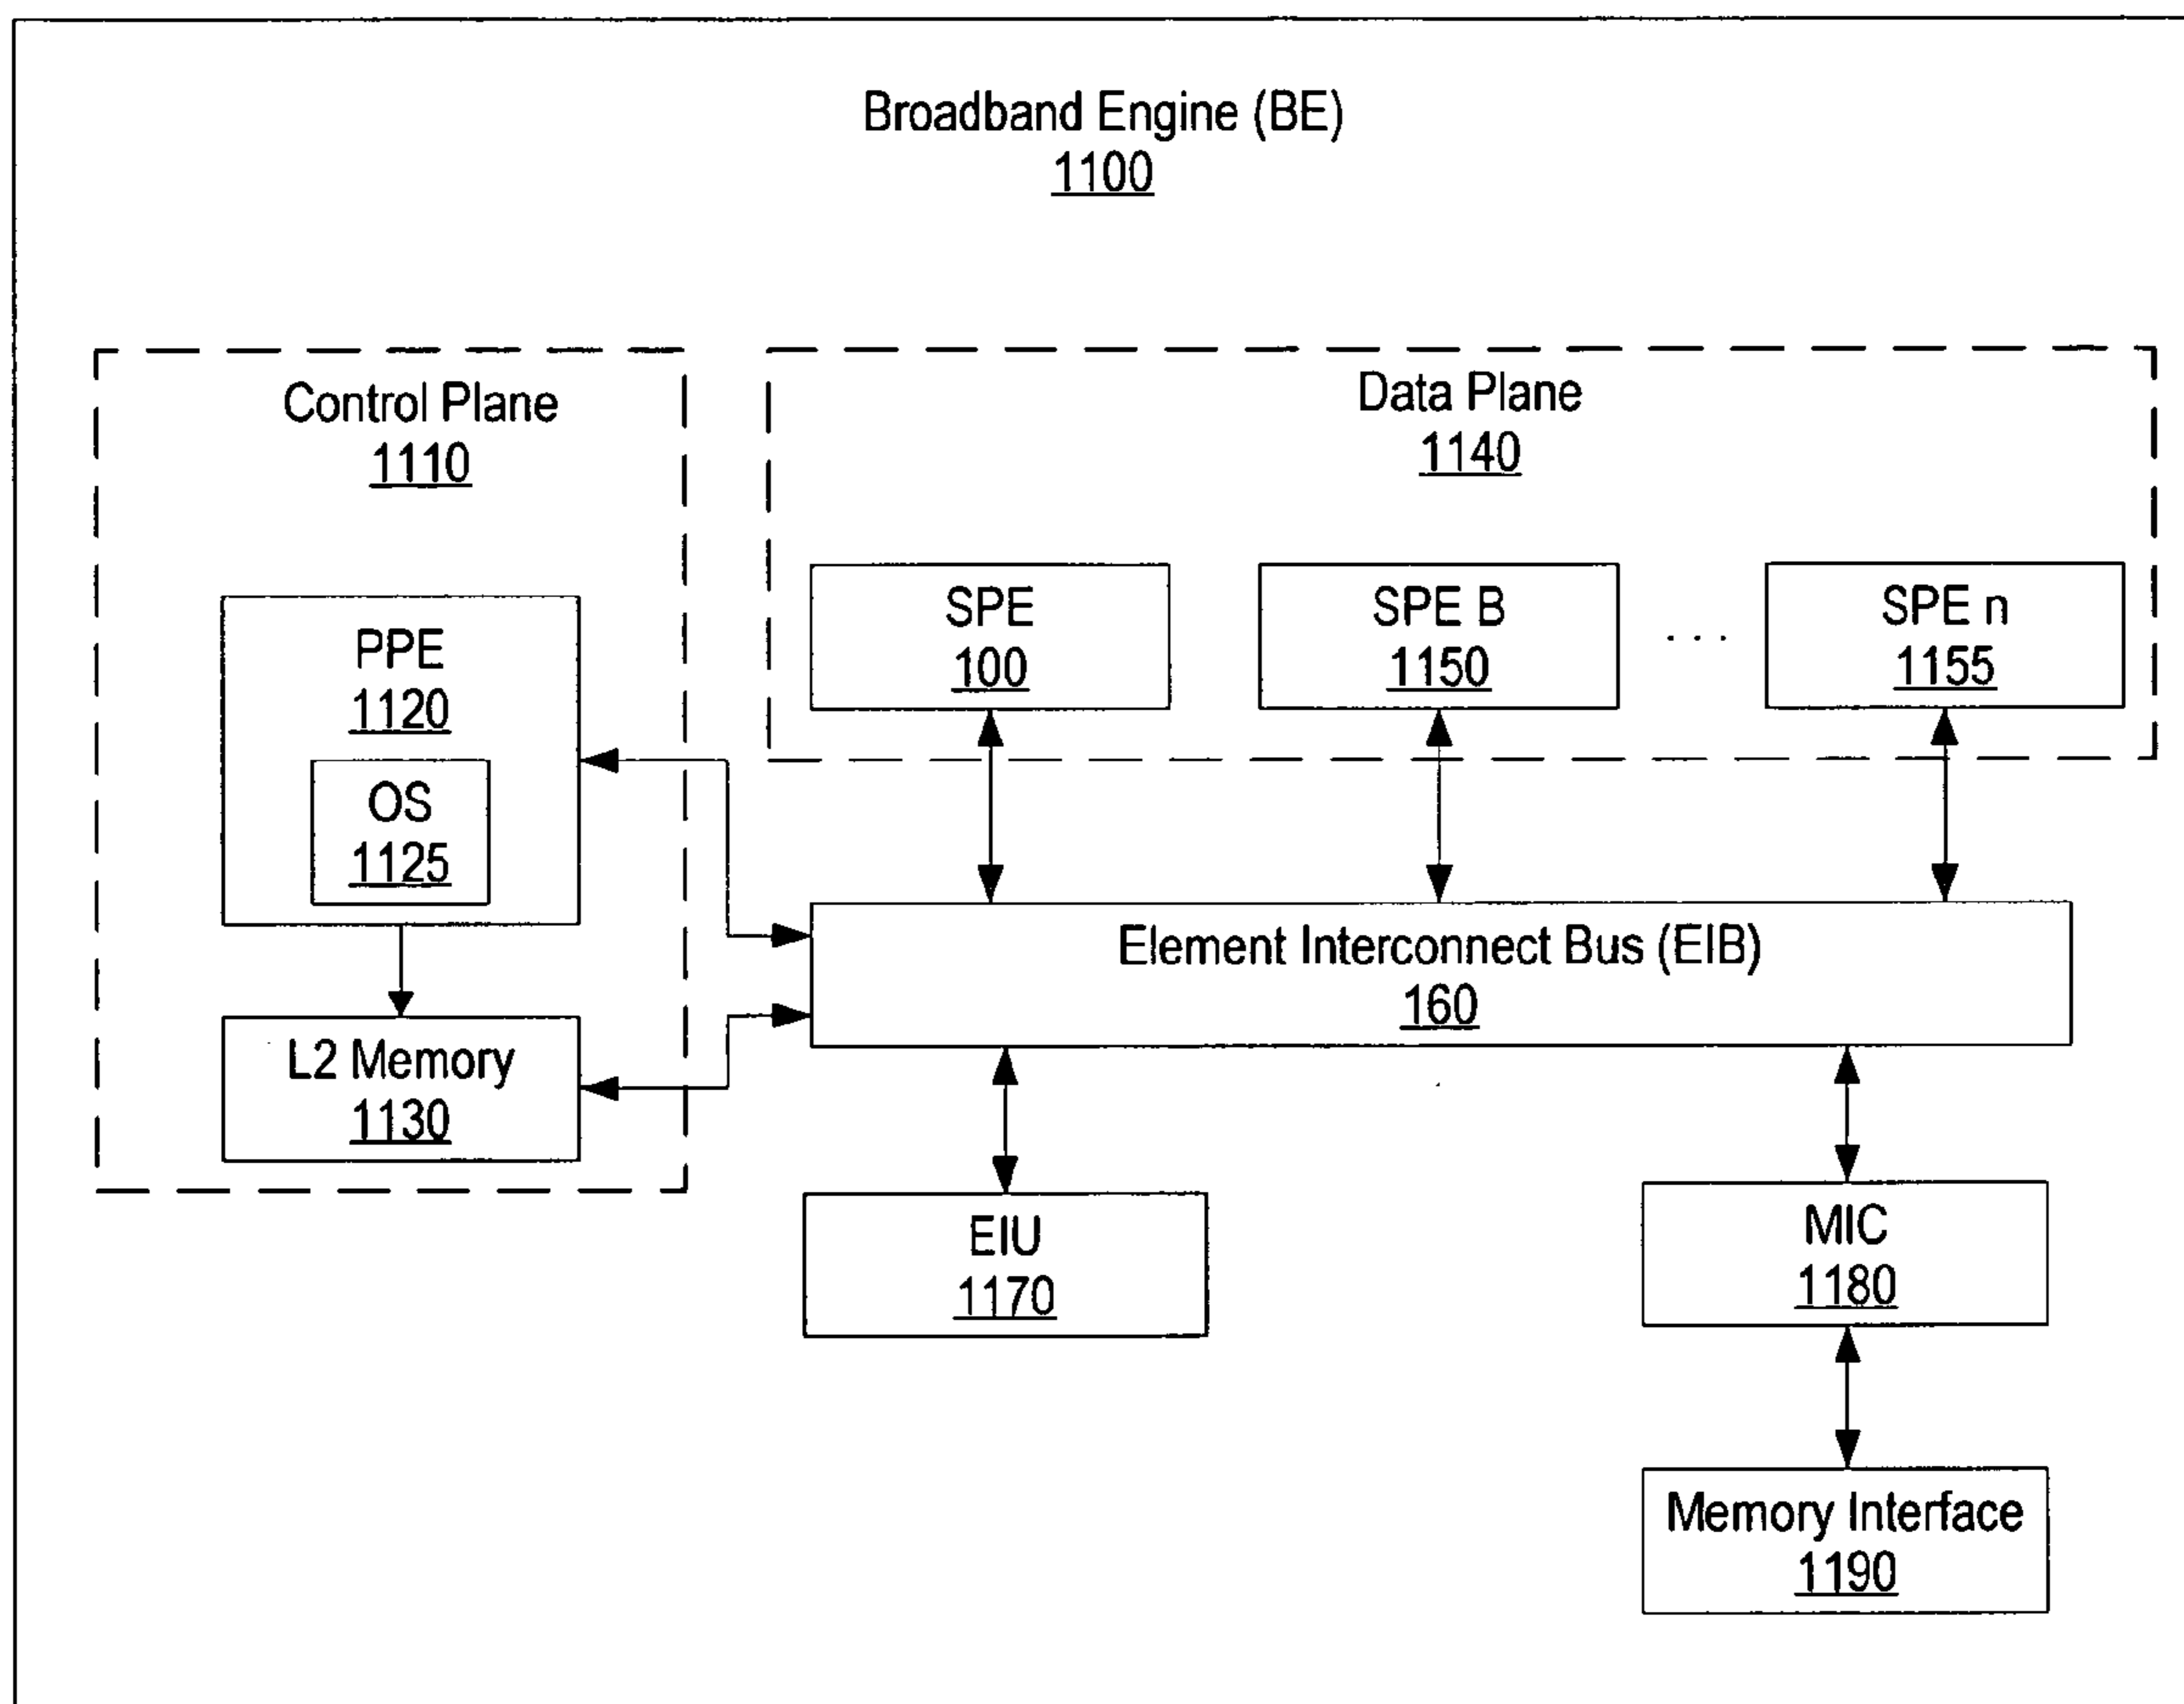 Broadband Engine (BE)
1100
Control Plane
1110
Data Plane
1140
PPE
1120
OS
1125
L2 Memory
1130
SPE
100
SPE B
1150
. . .
SPE n
1155
Element Interconnect Bus (EIB)
160
EIU
1170
MIC
1180
Memory Interface
1190